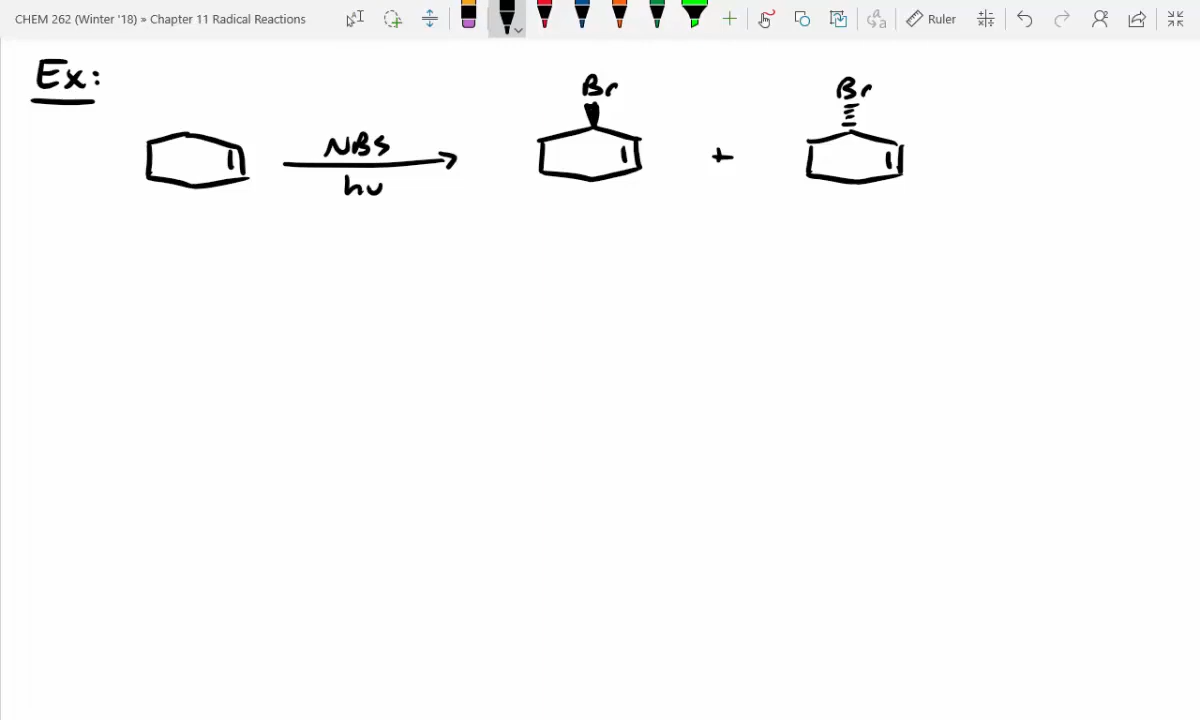 CHEM 262 (Winter '18) » Chapter 11 Radical Reactions
Ruler
Ex:
Br
Br
NBS
+
hν